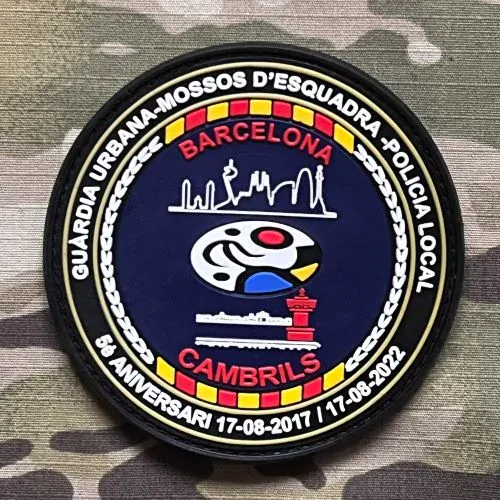 GUÀRDIA URBANA-MOSSOS D'ESQUADRA-POLICIA LOCAL
BARCELONA
CAMBRILS
5è ANIVERSARI 17-08-2017 / 17-08-2022